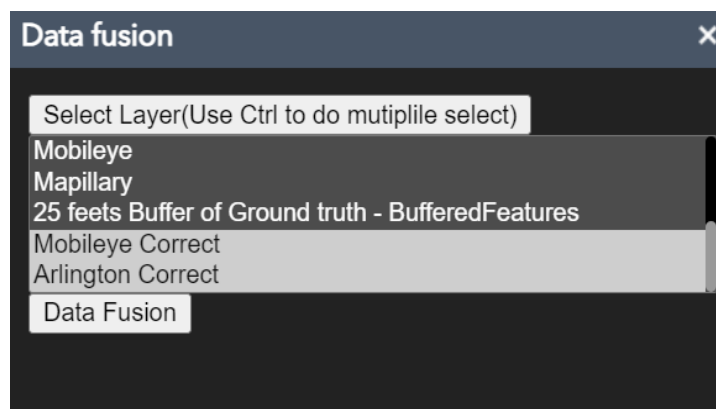 Data fusion ×
Select Layer(Use Ctrl to do mutiplile select)
Mobileye
Mapillary
25 feets Buffer of Ground truth - BufferedFeatures
Mobileye Correct
Arlington Correct
Data Fusion